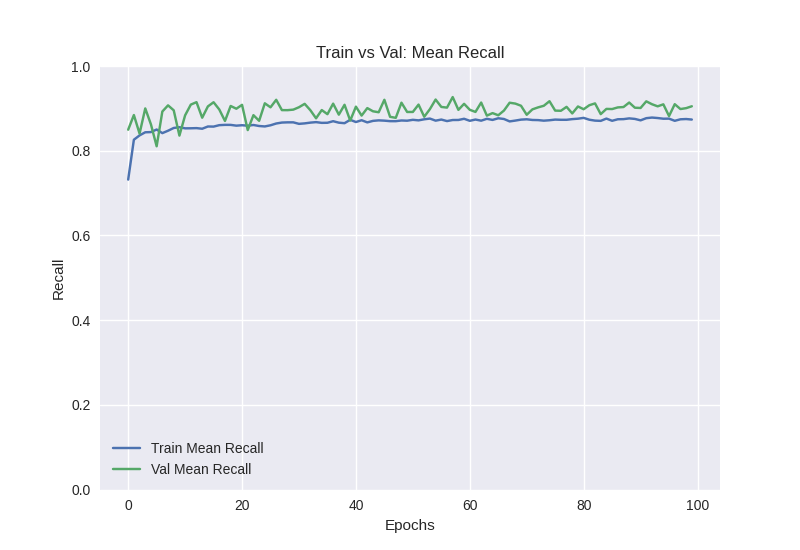 Train vs Val: Mean Recall
1.0
0.8
0.6
0.4
0.2
0.0
Recall
Train Mean Recall
Val Mean Recall
0 20 40 60 80 100
Epochs